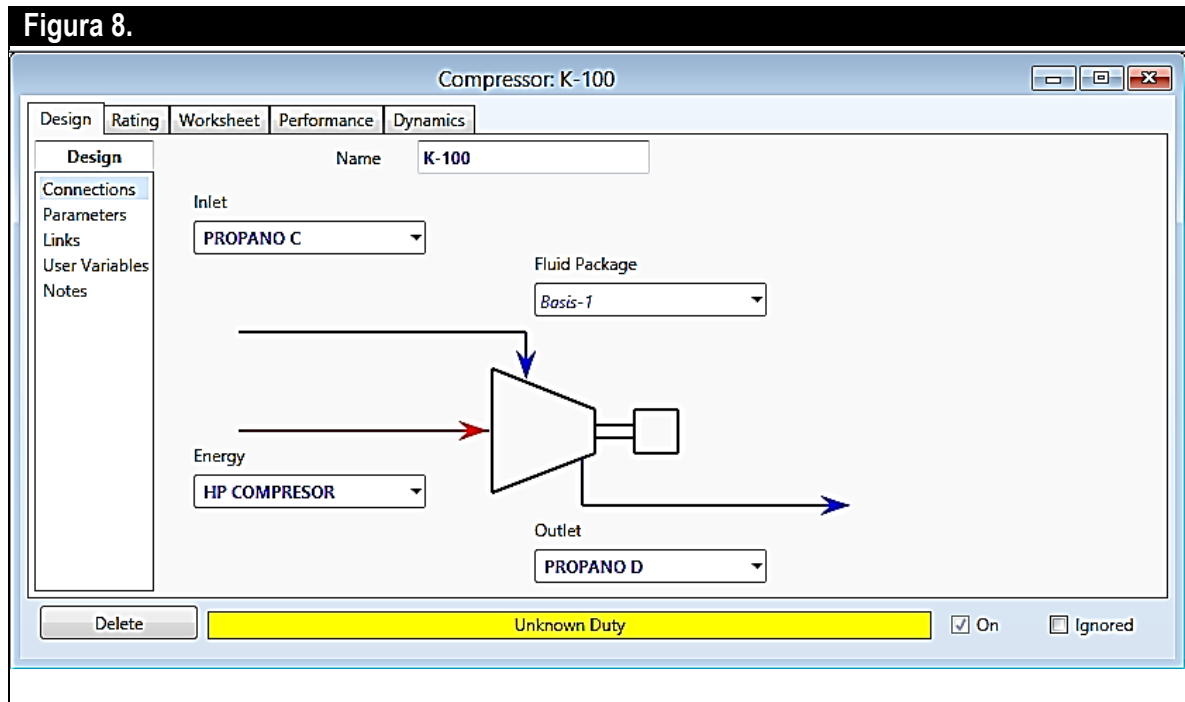 Figura 8.
Compressor: K-100
Design Rating Worksheet Performance Dynamics
Design
Connections
Parameters
Links
User Variables
Notes
Name K-100
Inlet
PROPANO C
Fluid Package
Basis-1
Energy
HP COMPRESOR
Outlet
PROPANO D
Delete Unknown Duty On Ignored